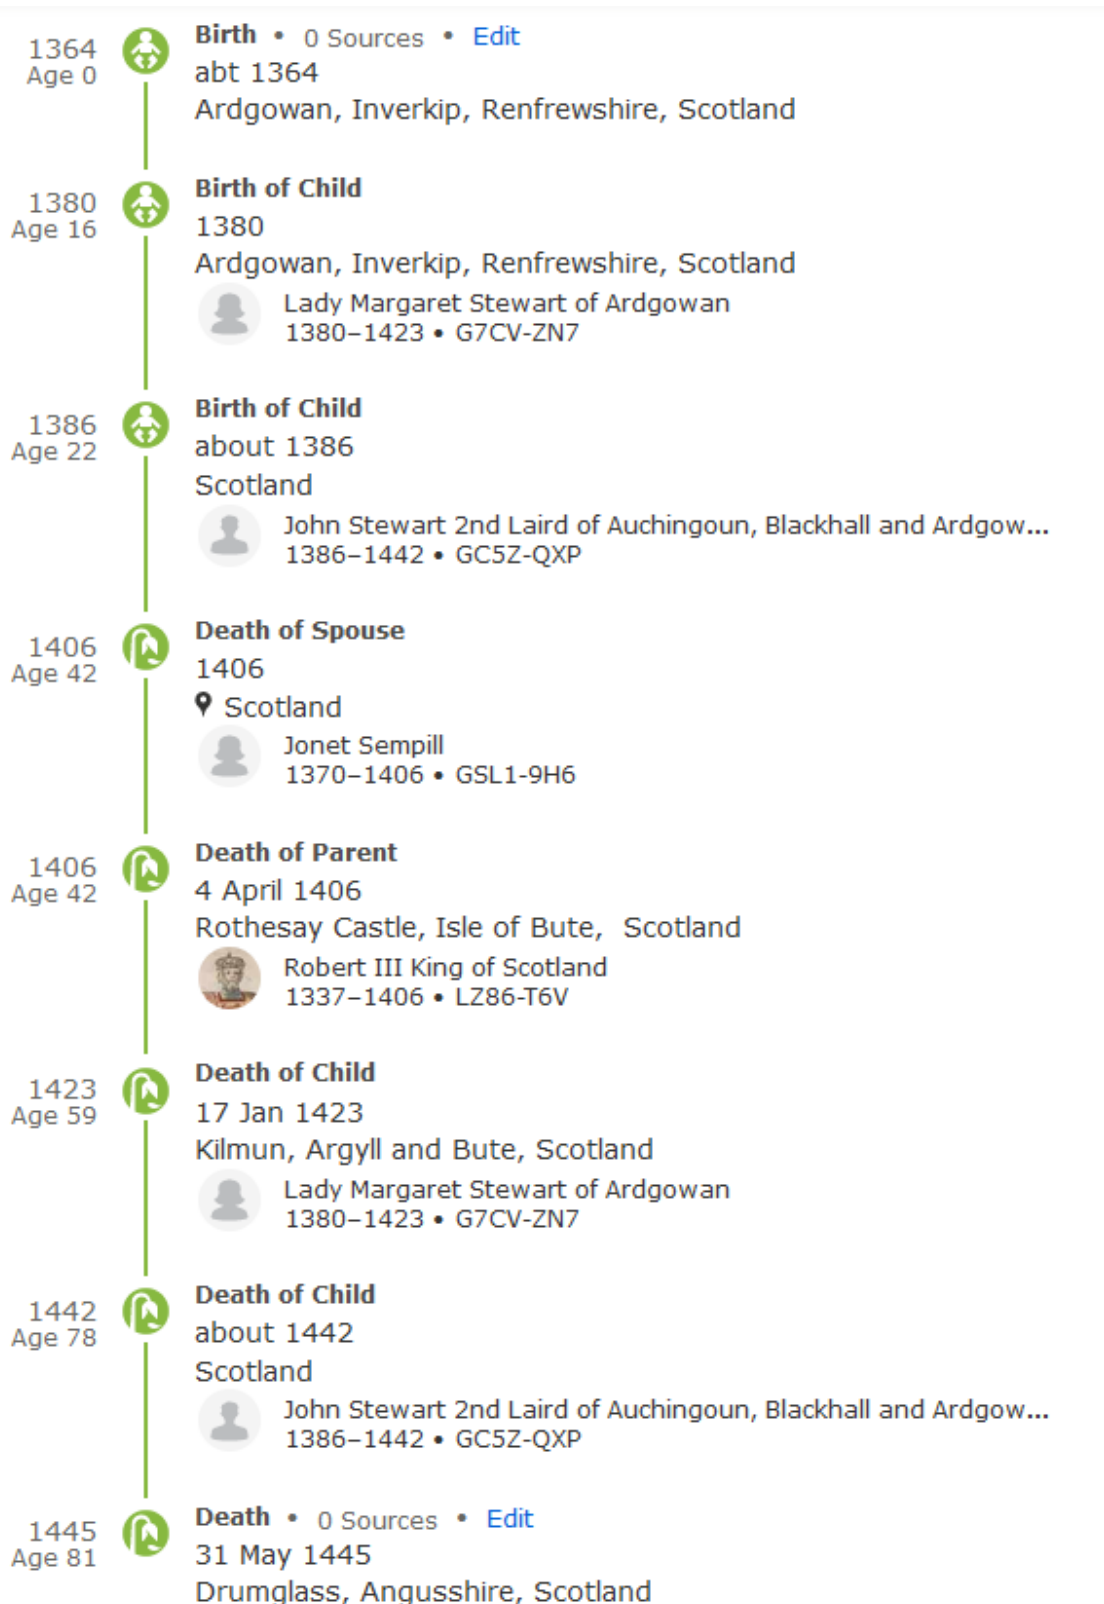 1364
Age 0
Birth • 0 Sources • Edit
abt 1364
Ardgowan, Inverkip, Renfrewshire, Scotland
1380
Age 16
Birth of Child
1380
Ardgowan, Inverkip, Renfrewshire, Scotland
Lady Margaret Stewart of Ardgowan
1380–1423 • G7CV-ZN7
1386
Age 22
Birth of Child
about 1386
Scotland
John Stewart 2nd Laird of Auchingoun, Blackhall and Ardgow...
1386–1442 • GC5Z-QXP
1406
Age 42
Death of Spouse
1406
Scotland
Jonet Sempill
1370–1406 • GSL1-9H6
1406
Age 42
Death of Parent
4 April 1406
Rothesay Castle, Isle of Bute, Scotland
Robert III King of Scotland
1337–1406 • LZ86-T6V
1423
Age 59
Death of Child
17 Jan 1423
Kilmun, Argyll and Bute, Scotland
Lady Margaret Stewart of Ardgowan
1380–1423 • G7CV-ZN7
1442
Age 78
Death of Child
about 1442
Scotland
John Stewart 2nd Laird of Auchingoun, Blackhall and Ardgow...
1386–1442 • GC5Z-QXP
1445
Age 81
Death • 0 Sources • Edit
31 May 1445
Drumglass, Angusshire, Scotland